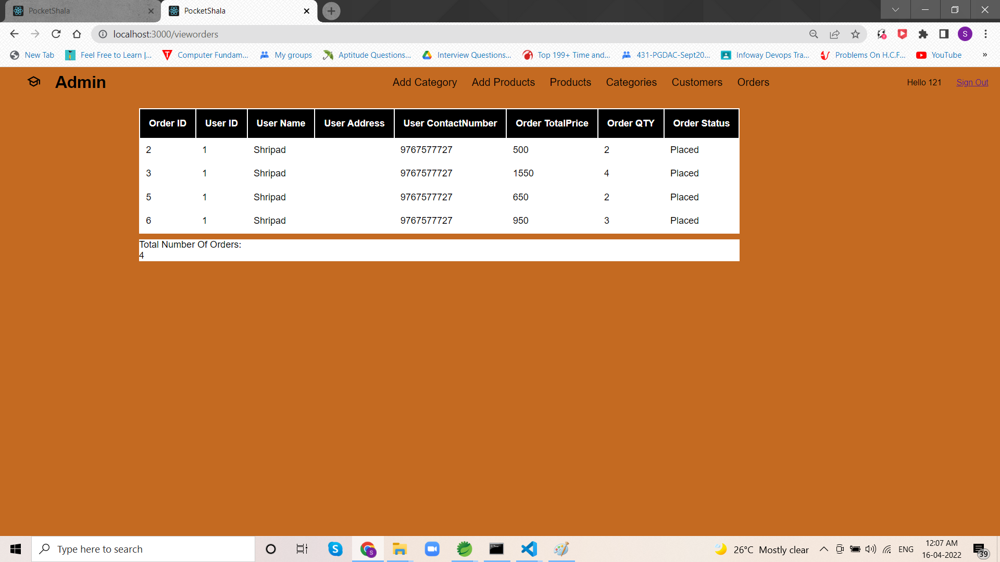 PocketShala
PocketShala
localhost:3000/vieworders
S
New Tab
Feel Free to Learn |...
Computer Fundam...
My groups
Aptitude Questions...
Interview Questions...
Top 199+ Time and...
431-PGDAC-Sept20...
Infoway Devops Tra...
Problems On H.C.F...
YouTube
»
Admin
Add Category Add Products Products Categories Customers Orders
Hello 121 Sign Out
Order ID User ID User Name User Address User ContactNumber Order TotalPrice Order QTY Order Status
2 1 Shripad 9767577727 500 2 Placed
3 1 Shripad 9767577727 1550 4 Placed
5 1 Shripad 9767577727 650 2 Placed
6 1 Shripad 9767577727 950 3 Placed
Total Number Of Orders:
4
Type here to search
26°C Mostly clear
ENG
12:07 AM
16-04-2022
39